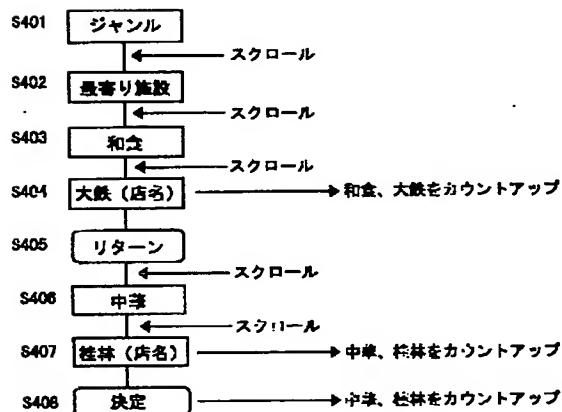 S401 ジャンル
スクロール
S402 最寄り施設
スクロール
S403 和食
スクロール
S404 大鉄（店名） 和食、大鉄をカウントアップ
S405 リターン
スクロール
S406 中華
スクロール
S407 桂林（店名） 中華、桂林をカウントアップ
S408 決定 中華、桂林をカウントアップ